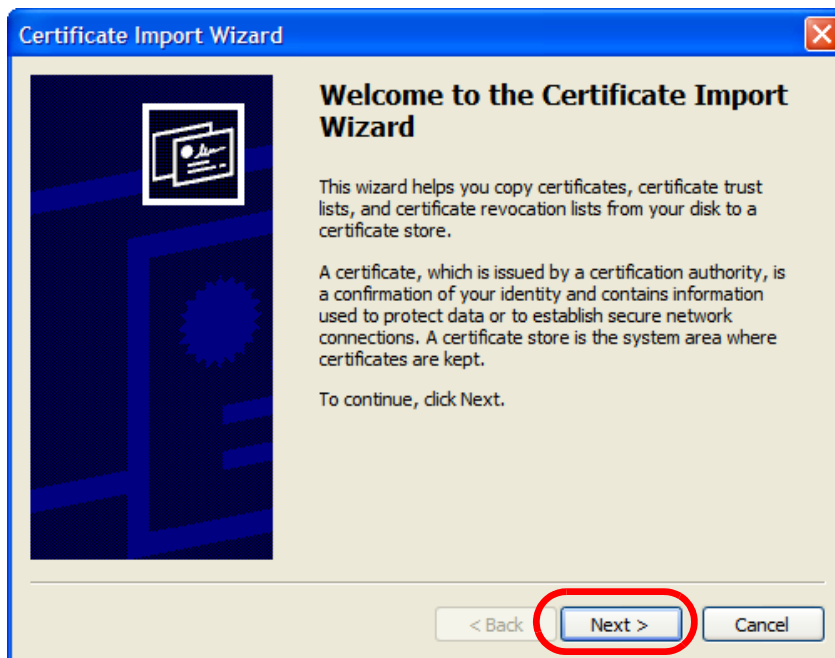 Certificate Import Wizard
Welcome to the Certificate Import
Wizard
This wizard helps you copy certificates, certificate trust
lists, and certificate revocation lists from your disk to a
certificate store.
A certificate, which is issued by a certification authority, is
a confirmation of your identity and contains information
used to protect data or to establish secure network
connections. A certificate store is the system area where
certificates are kept.
To continue, click Next.
< Back Next > Cancel